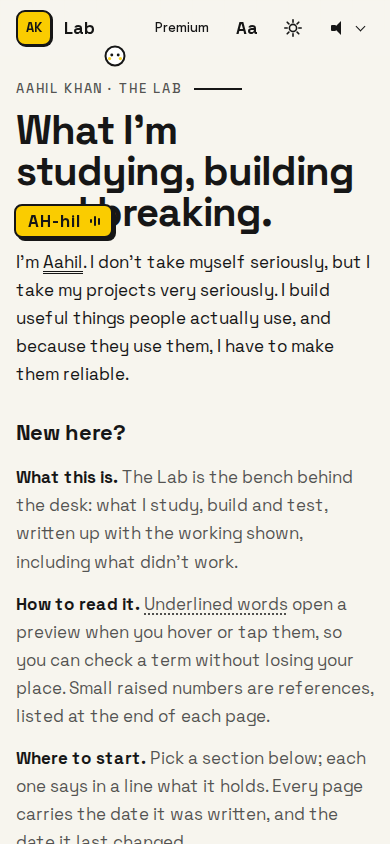 AK Lab Premium Aa
AAHIL KHAN · THE LAB
What I'm
studying, building
breaking.
AH-hil
I'm Aahil. I don't take myself seriously, but I
take my projects very seriously. I build
useful things people actually use, and
because they use them, I have to make
them reliable.
New here?
What this is. The Lab is the bench behind
the desk: what I study, build and test,
written up with the working shown,
including what didn't work.
How to read it. Underlined words open a
preview when you hover or tap them, so
you can check a term without losing your
place. Small raised numbers are references,
listed at the end of each page.
Where to start. Pick a section below; each
one says in a line what it holds. Every page
carries the date it was written, and the
date it last changed.